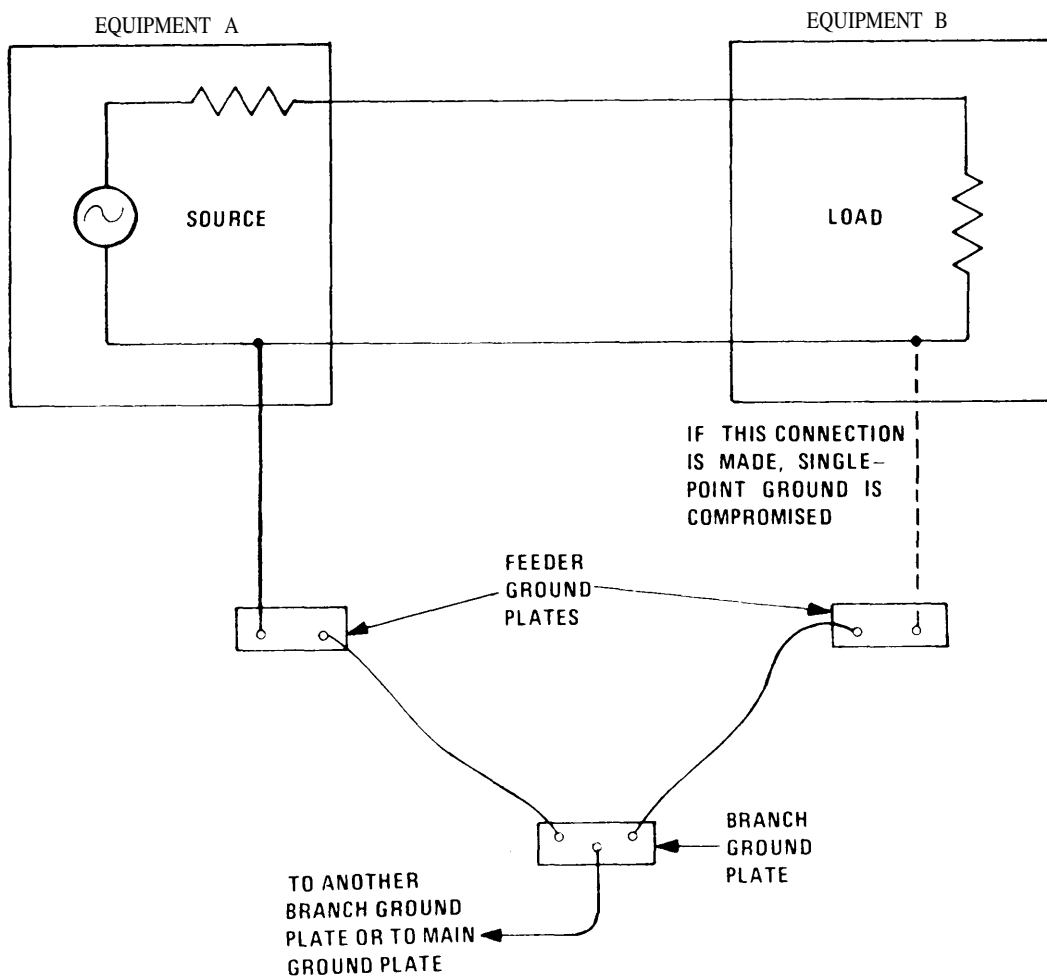 EQUIPMENT A
EQUIPMENT B
SOURCE
LOAD
IF THIS CONNECTION
IS MADE, SINGLE–
POINT GROUND IS
COMPROMISED
FEEDER
GROUND
PLATES
BRANCH
GROUND
PLATE
TO ANOTHER
BRANCH GROUND
PLATE OR TO MAIN
GROUND PLATE